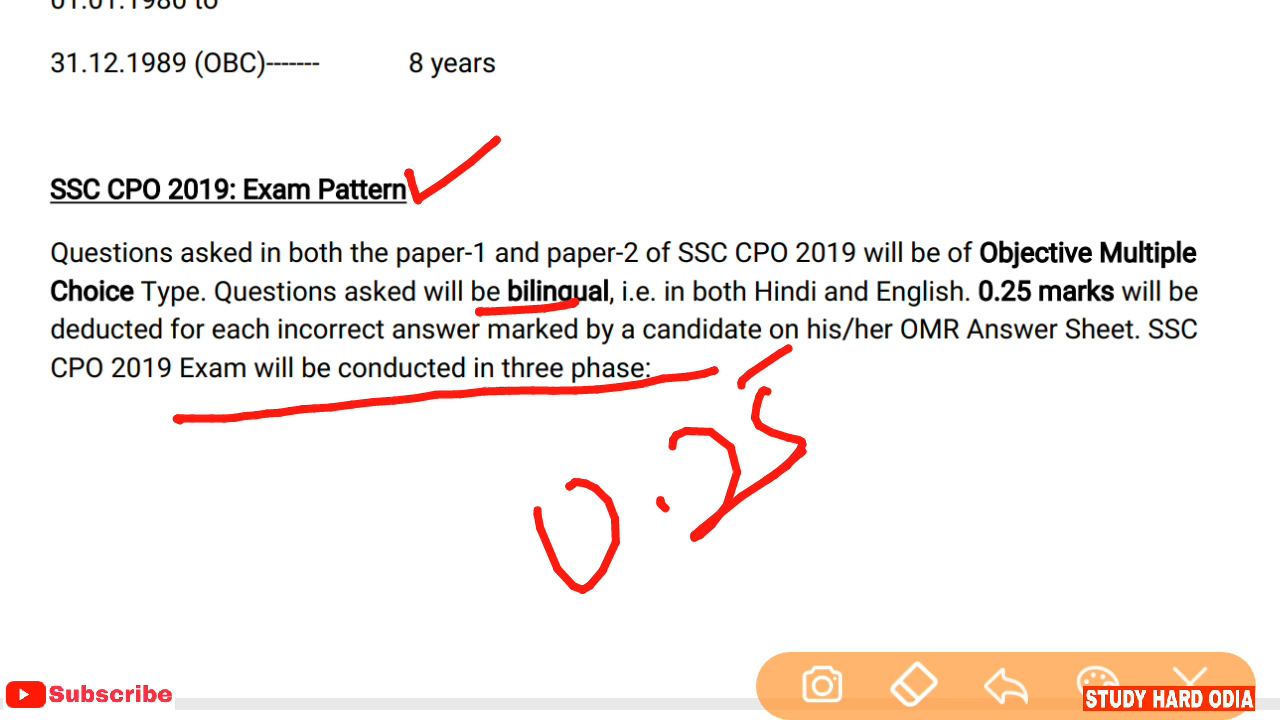 01.01.1980 to
31.12.1989 (OBC)------- 8 years
SSC CPO 2019: Exam Pattern
Questions asked in both the paper-1 and paper-2 of SSC CPO 2019 will be of Objective Multiple
Choice Type. Questions asked will be bilingual, i.e. in both Hindi and English. 0.25 marks will be
deducted for each incorrect answer marked by a candidate on his/her OMR Answer Sheet. SSC
CPO 2019 Exam will be conducted in three phase:
0.25
Subscribe
STUDY HARD ODIA